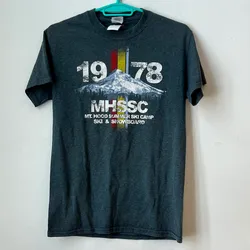 1978
MHSSC
MT. HOOD SUMMER SKI CAMP
SKI & SNOWBOARD